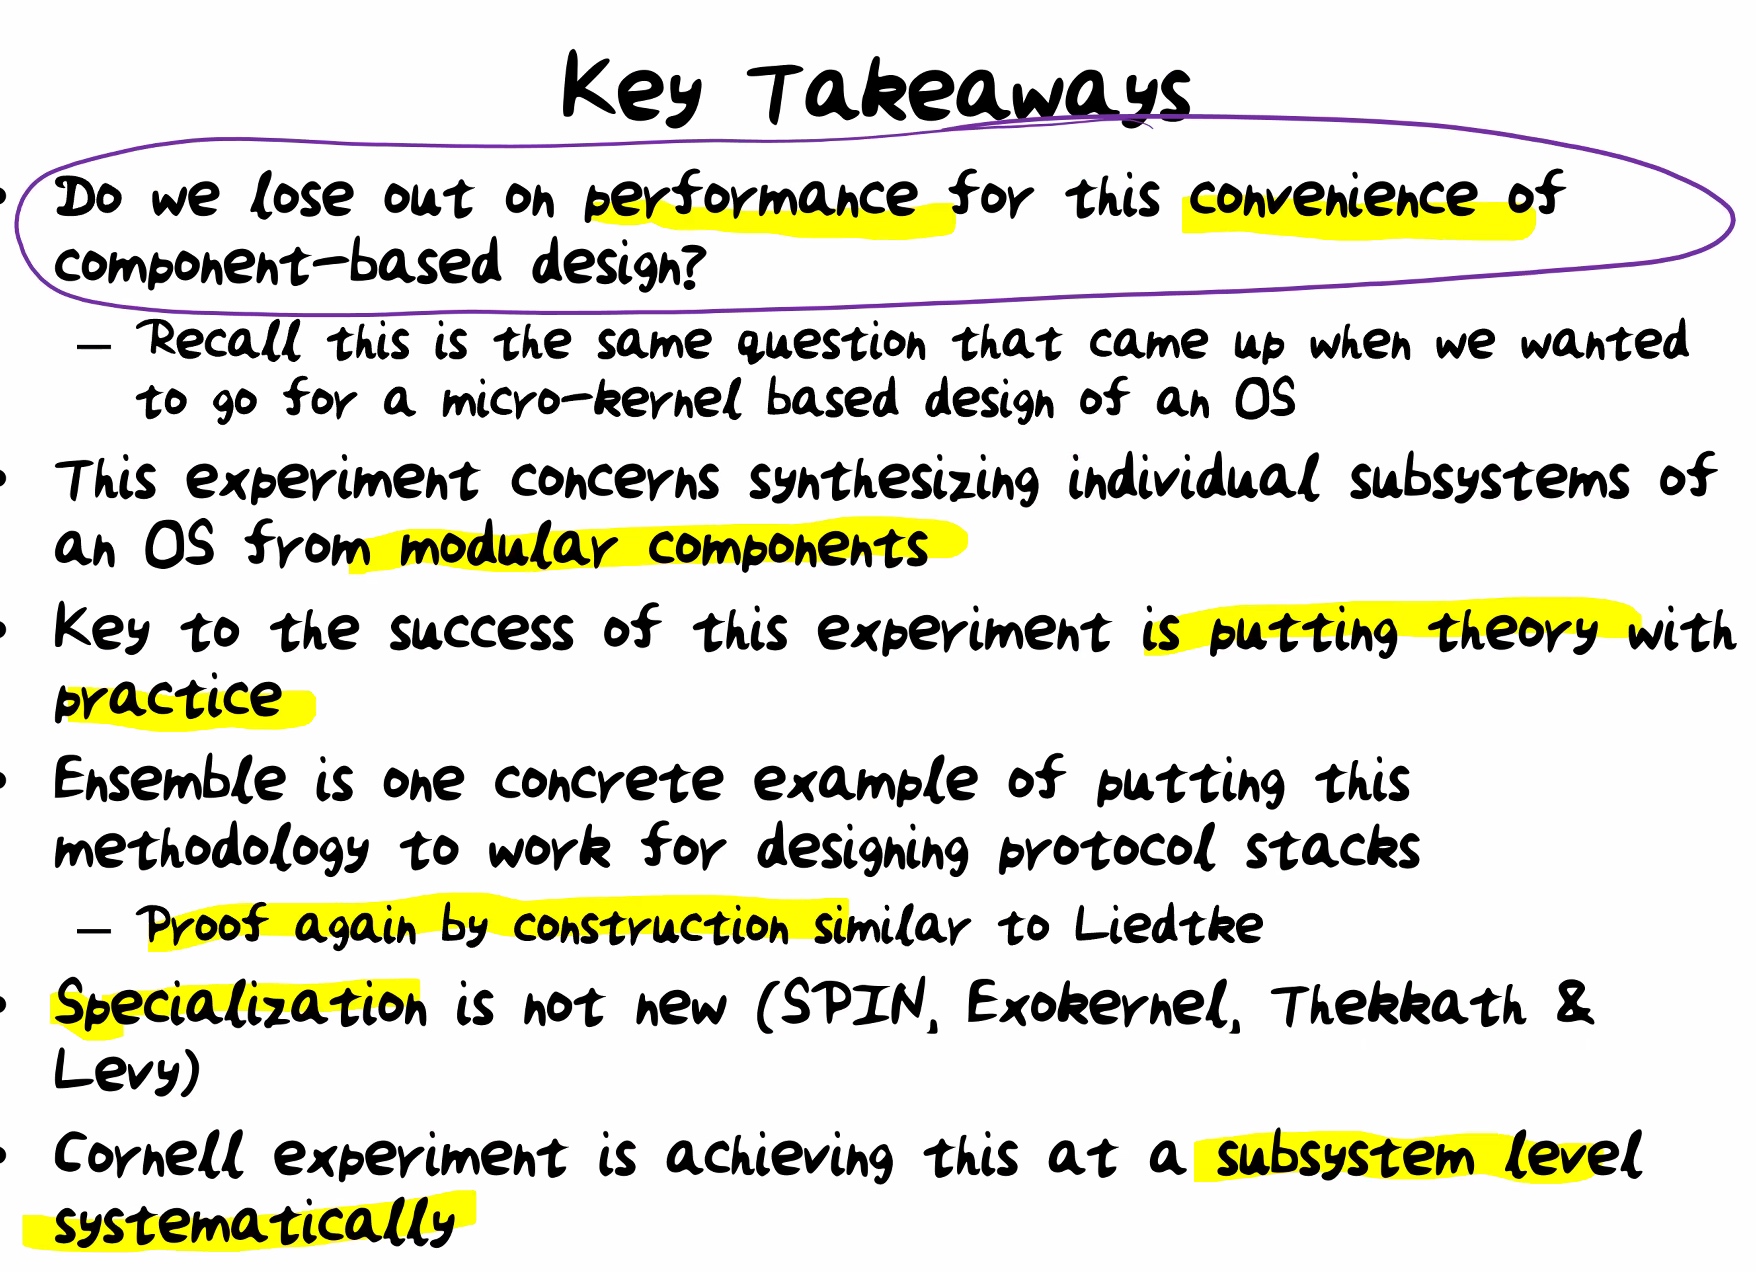 Key Takeaways
• Do we lose out on performance for this convenience of
component-based design?
– Recall this is the same question that came up when we wanted
to go for a micro-kernel based design of an OS
• This experiment concerns synthesizing individual subsystems of
an OS from modular components
• Key to the success of this experiment is putting theory with
practice
• Ensemble is one concrete example of putting this
methodology to work for designing protocol stacks
– Proof again by construction similar to Liedtke
• Specialization is not new (SPIN, Exokernel, Thekkath &
Levy)
• Cornell experiment is achieving this at a subsystem level
systematically